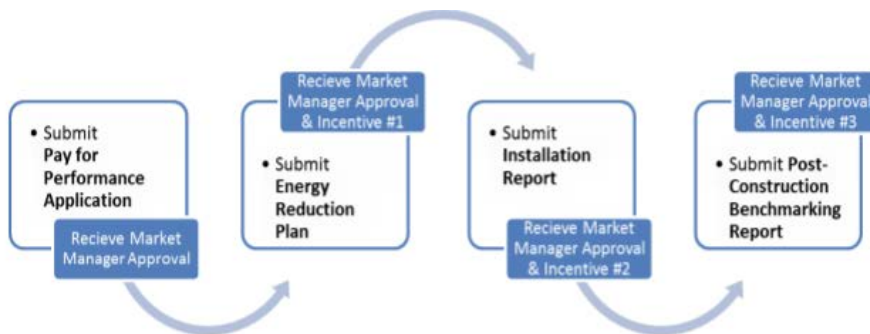 • Submit
Pay for
Performance
Application
Recieve Market
Manager Approval
Recieve Market
Manager Approval
& Incentive #1
• Submit
Energy
Reduction
Plan
• Submit
Installation
Report
Recieve Market
Manager Approval
& Incentive #2
Recieve Market
Manager Approval
& Incentive #3
• Submit Post-
Construction
Benchmarking
Report